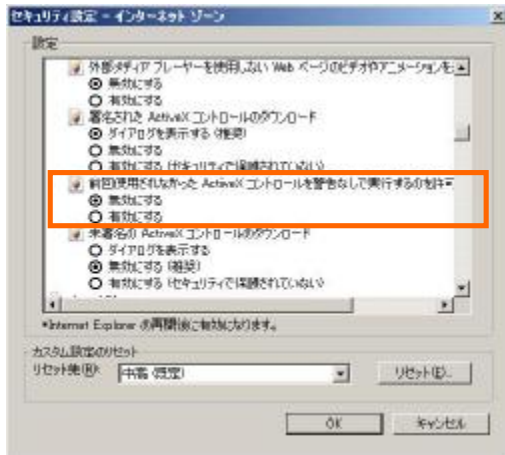 セキュリティ設定 - インターネット ゾーン
設定
外部メディア プレーヤーを使用しない Web ページのビデオやアニメーションを
無効にする
有効にする
署名された ActiveX コントロールのダウンロード
ダイアログを表示する (推奨)
無効にする
有効にする (セキュリティで保護されていない)
前回使用されなかった ActiveX コントロールを警告なしで実行するのを許可
無効にする
有効にする
未署名の ActiveX コントロールのダウンロード
ダイアログを表示する
無効にする (推奨)
有効にする (セキュリティで保護されていない)
*Internet Explorer の再開後に有効になります。
カスタム設定のリセット
リセット先(R):
中高 (既定)
リセット(E)...
OK
キャンセル